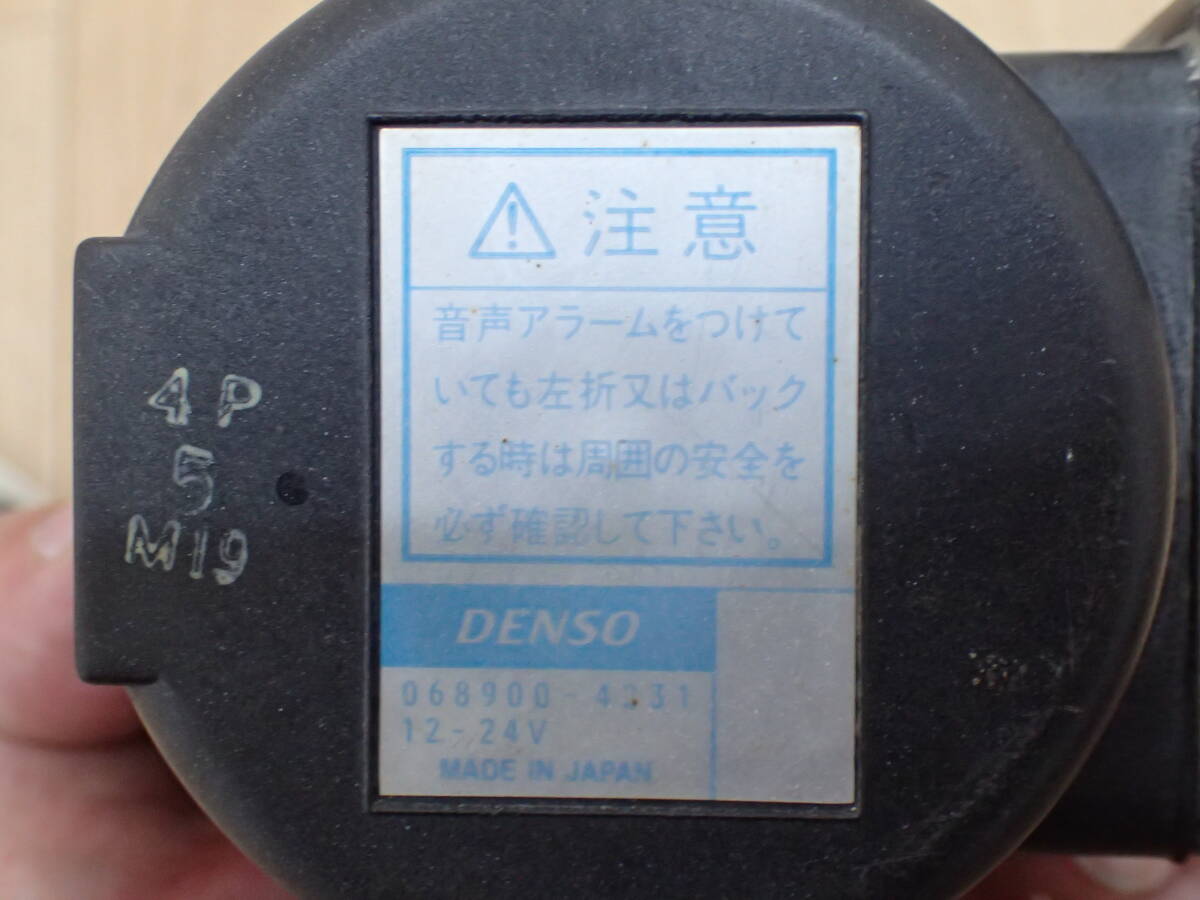 注意
音声アラームをつけて
いても左折又はバック
する時は周囲の安全を
必ず確認して下さい。
4P
5
M19
DENSO
12-24V
MADE IN JAPAN